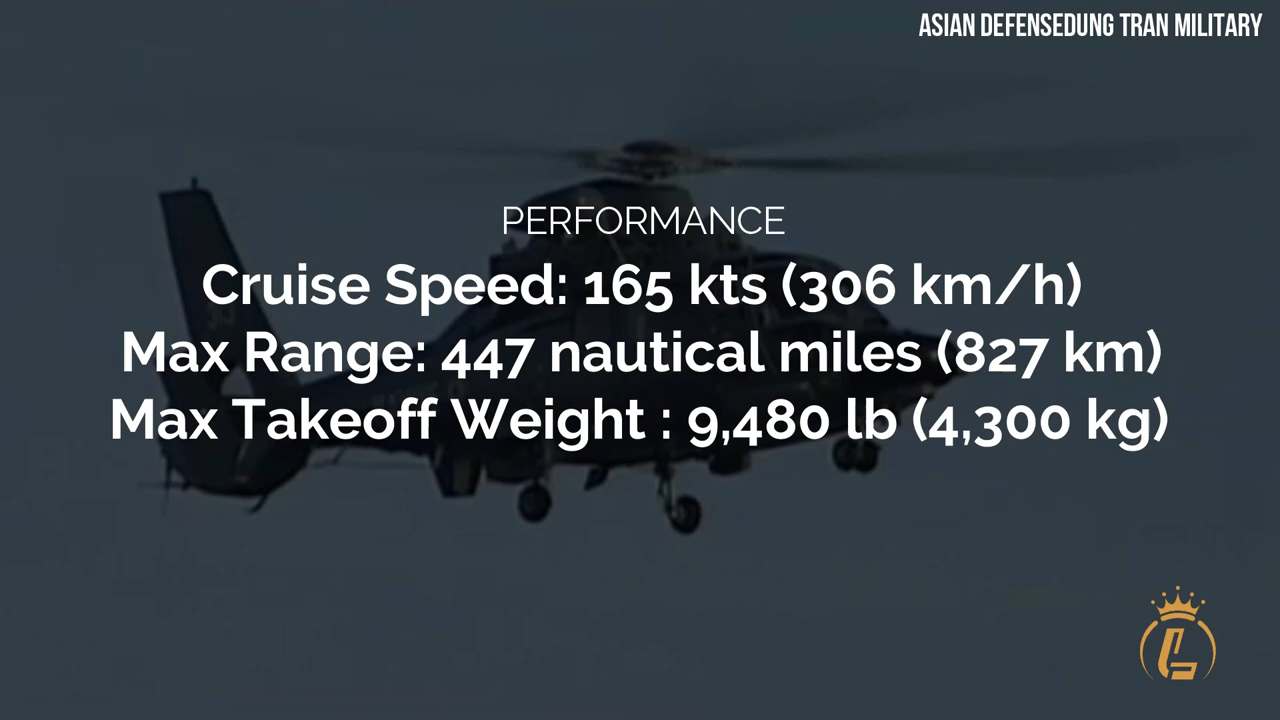 ASIAN DEFENSEDUNG TRAN MILITARY
PERFORMANCE
Cruise Speed: 165 kts (306 km/h)
Max Range: 447 nautical miles (827 km)
Max Takeoff Weight : 9,480 lb (4,300 kg)